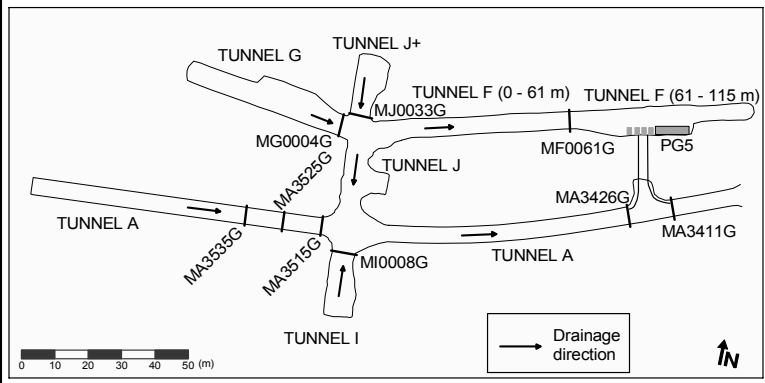 TUNNEL J+
TUNNEL G
TUNNEL F (0 - 61 m)
TUNNEL F (61 - 115 m)
MJ0033G
MG0004G
MF0061G
PG5
MA3525G
TUNNEL J
MA3426G
TUNNEL A
MA3535G
MA3515G
MI0008G
TUNNEL A
MA3411G
TUNNEL I
0 10 20 30 40 50 (m)
Drainage
direction
N